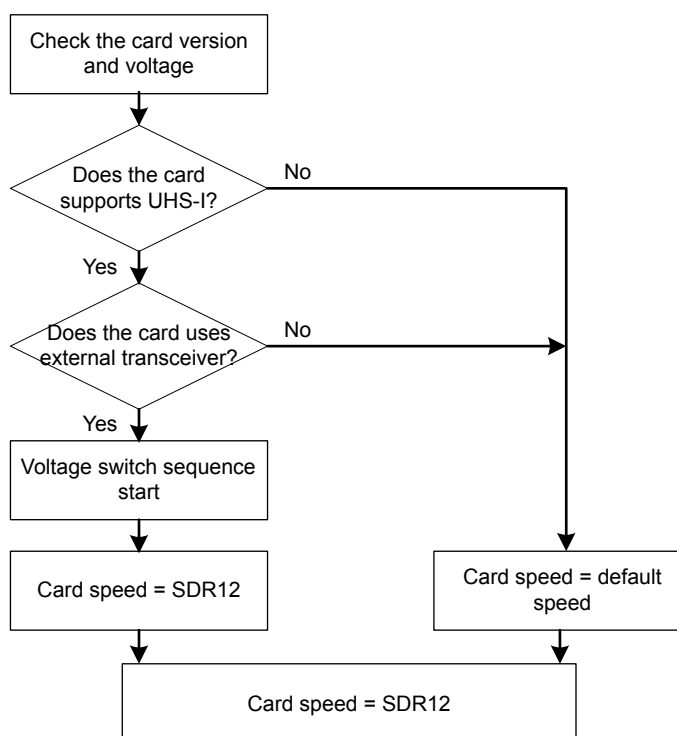 Check the card version
and voltage
Does the card
supports UHS-I?
No
Yes
Does the card uses
external transceiver?
No
Yes
Voltage switch sequence
start
Card speed = SDR12
Card speed = default
speed
Card speed = SDR12